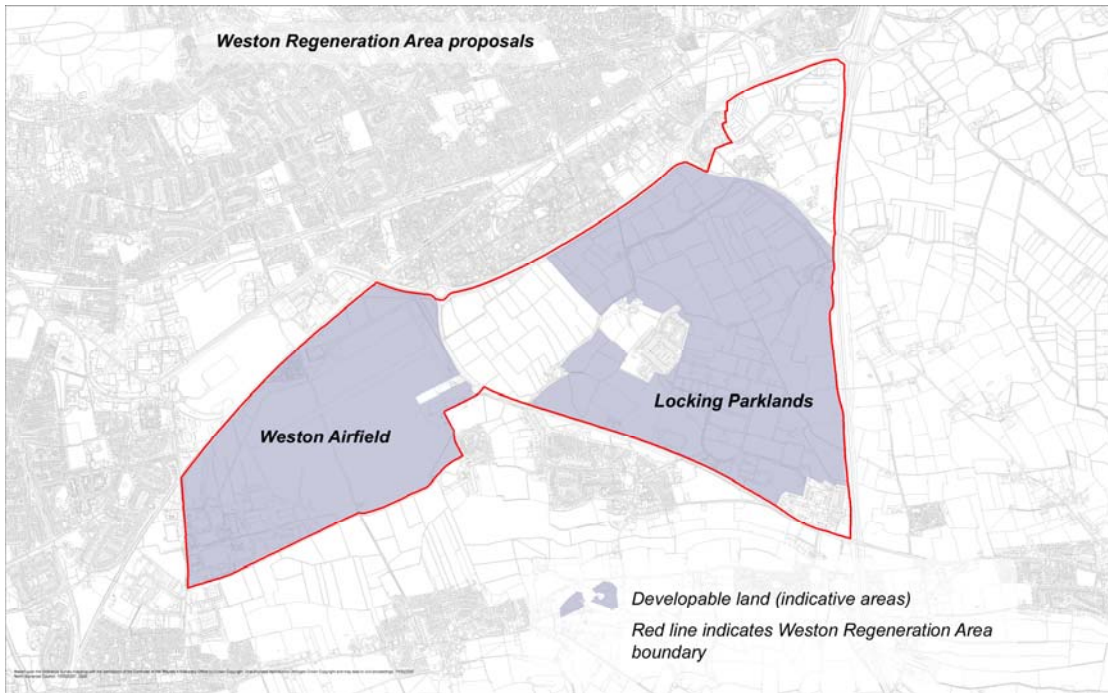 Weston Regeneration Area proposals
Locking Parklands
Weston Airfield
Developable land (indicative areas)
Red line indicates Weston Regeneration Area
boundary